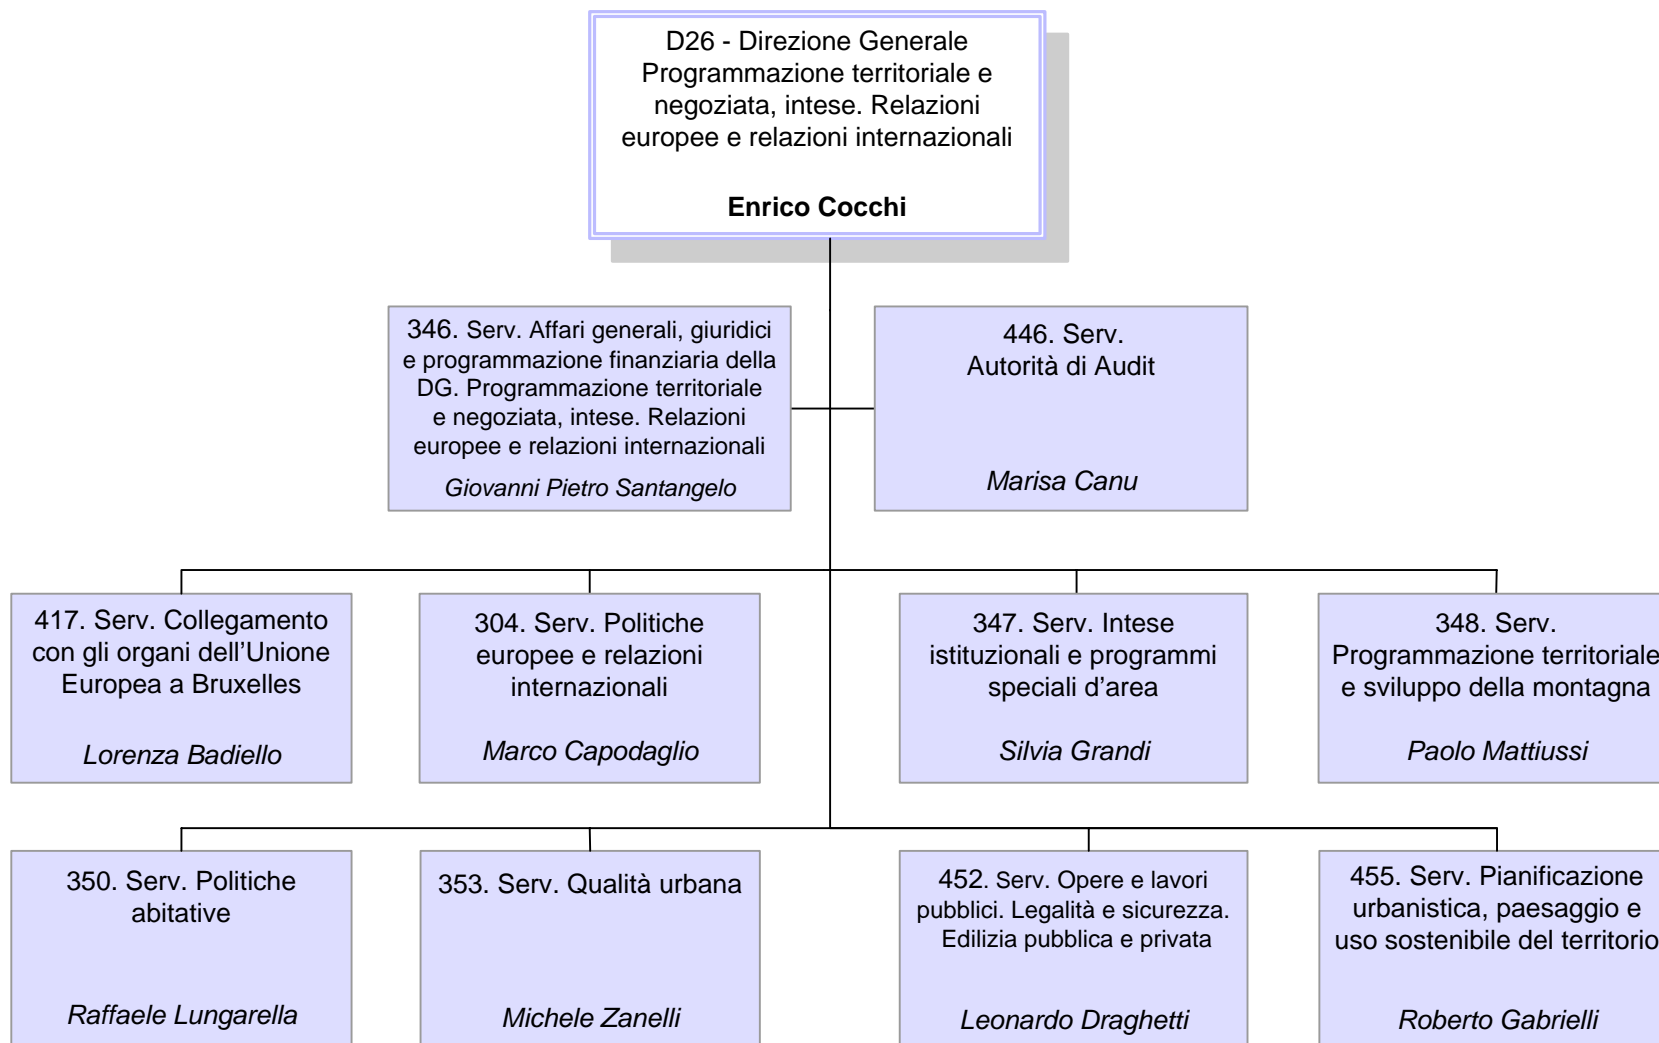 D26 - Direzione Generale
Programmazione territoriale e
negoziata, intese. Relazioni
europee e relazioni internazionali
Enrico Cocchi
346. Serv. Affari generali, giuridici
e programmazione finanziaria della
DG. Programmazione territoriale
e negoziata, intese. Relazioni
europee e relazioni internazionali
Giovanni Pietro Santangelo
446. Serv.
Autorità di Audit
Marisa Canu
417. Serv. Collegamento
con gli organi dell’Unione
Europea a Bruxelles
Lorenza Badiello
304. Serv. Politiche
europee e relazioni
internazionali
Marco Capodaglio
347. Serv. Intese
istituzionali e programmi
speciali d’area
Silvia Grandi
348. Serv.
Programmazione territoriale
e sviluppo della montagna
Paolo Mattiussi
350. Serv. Politiche
abitative
Raffaele Lungarella
353. Serv. Qualità urbana
Michele Zanelli
452. Serv. Opere e lavori
pubblici. Legalità e sicurezza.
Edilizia pubblica e privata
Leonardo Draghetti
455. Serv. Pianificazione
urbanistica, paesaggio e
uso sostenibile del territorio
Roberto Gabrielli